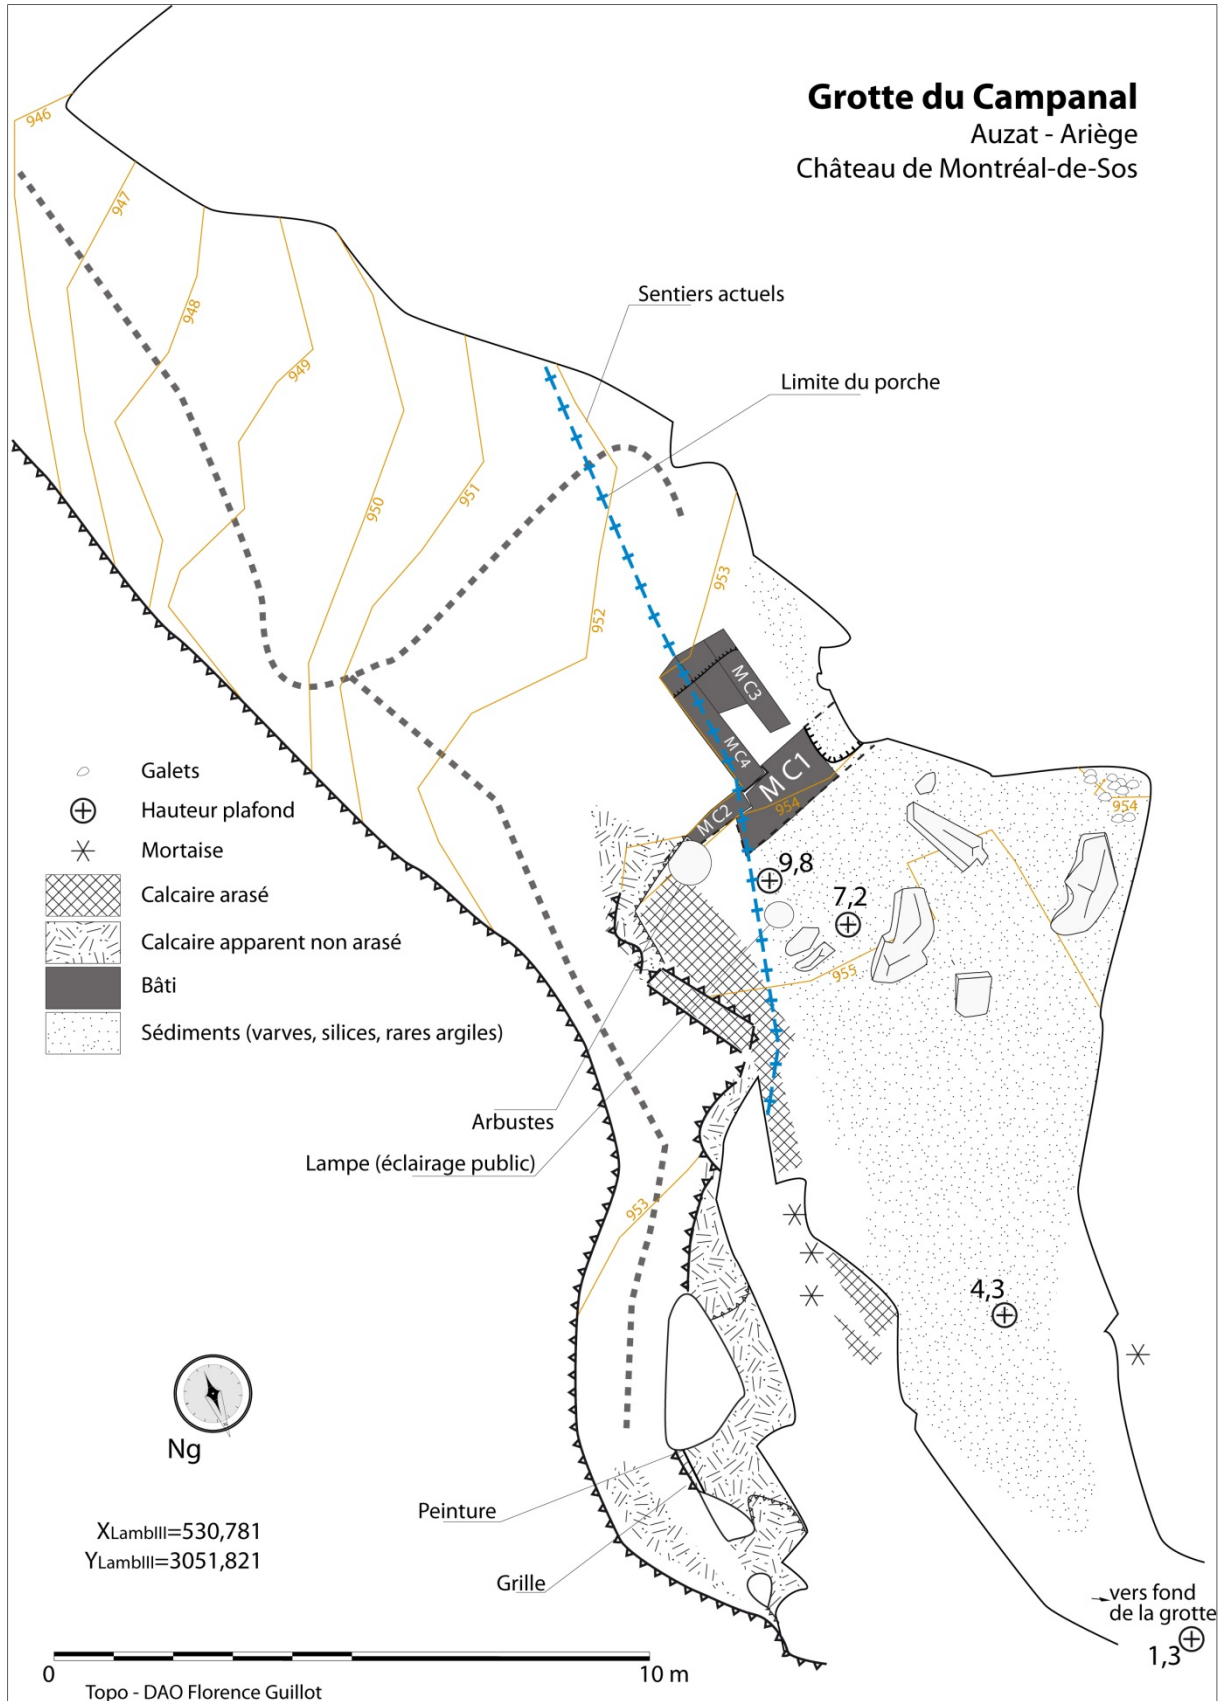 Grotte du Campanal
Auzat - Ariège
Château de Montréal-de-Sos
946
947
948
949
950
951
952
953
Sentiers actuels
Limite du porche
M C3
M C4
M C1
M C2
954
954
9,8
7,2
955
Galets
Hauteur plafond
Mortaise
Calcaire arasé
Calcaire apparent non arasé
Bâti
Sédiments (varves, silices, rares argiles)
Arbustes
Lampe (éclairage public)
953
4,3
Ng
XLambIII=530,781
YLambIII=3051,821
Peinture
Grille
vers fond
de la grotte
1,3
0
10 m
Topo - DAO Florence Guillot